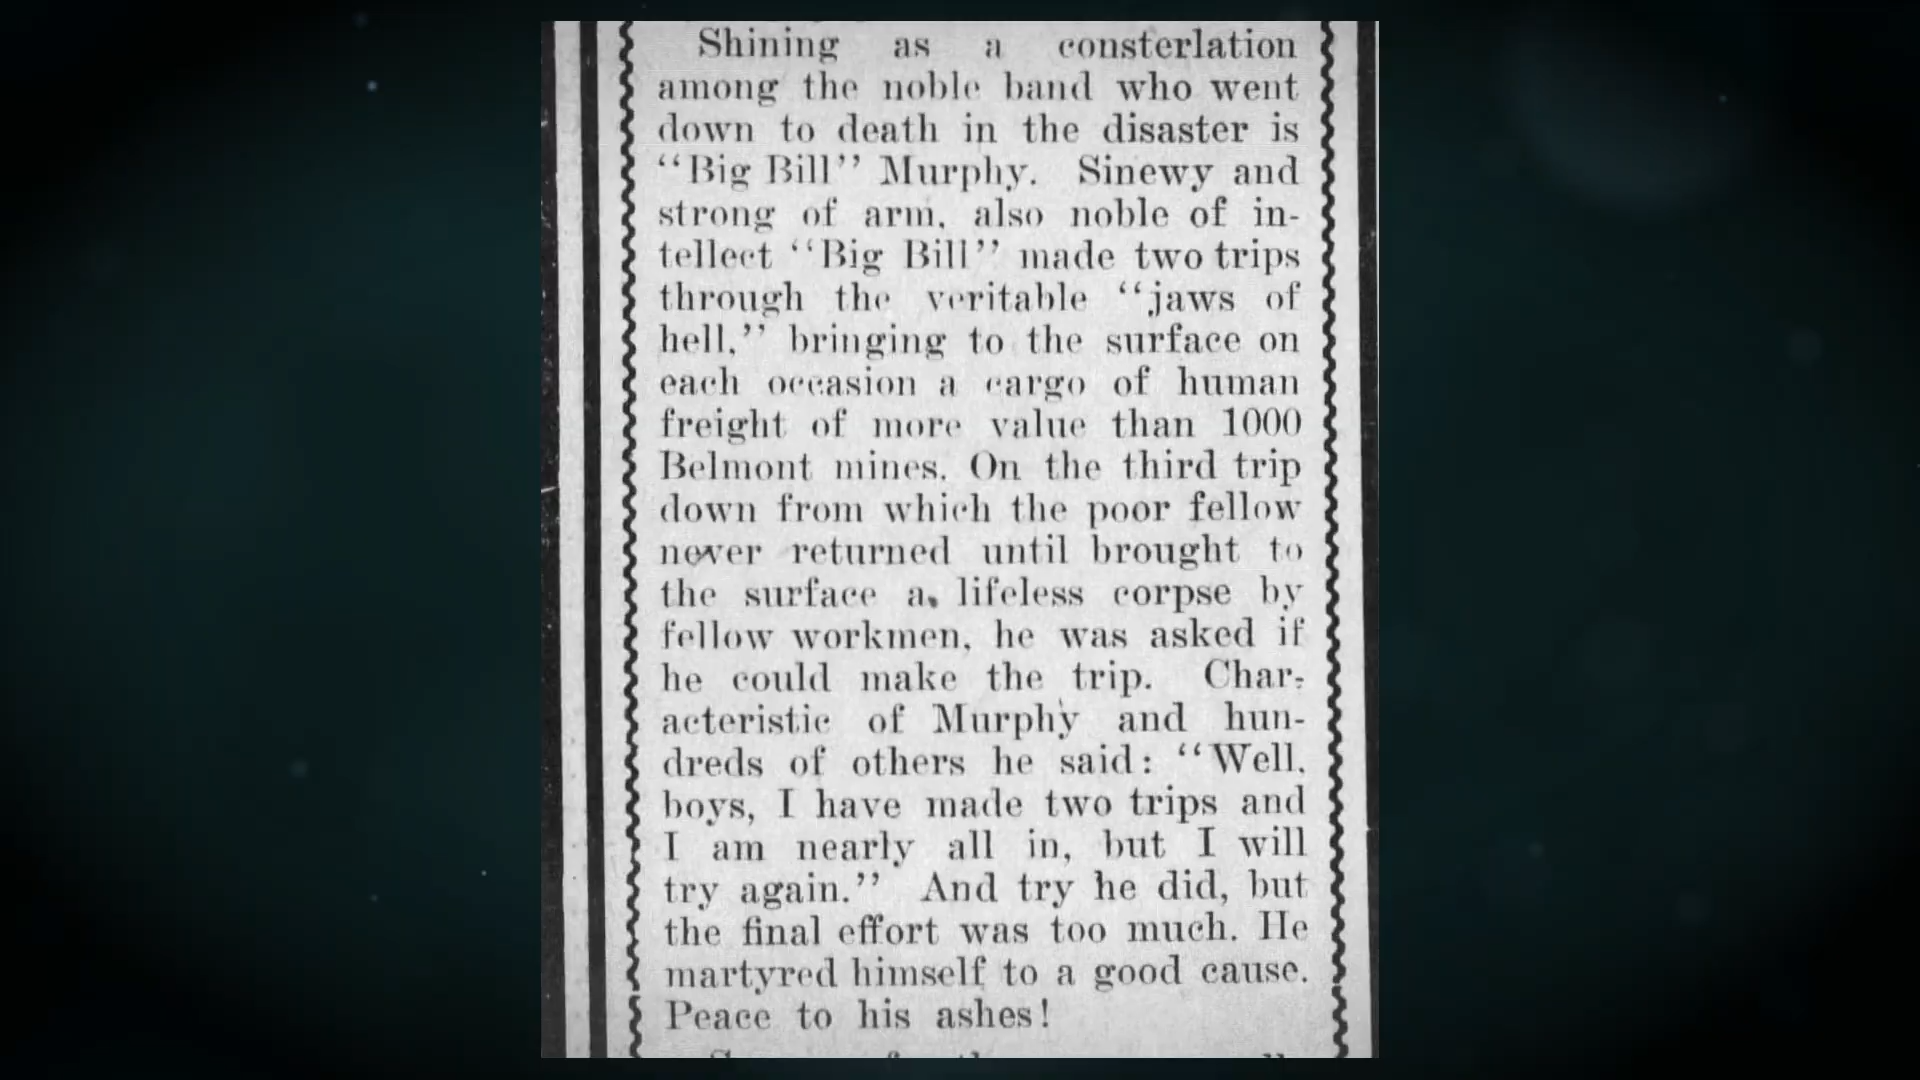 Shining as a consterlation
among the noble band who went
down to death in the disaster is
“Big Bill” Murphy. Sinewy and
strong of arm, also noble of in-
tellect “Big Bill” made two trips
through the veritable “jaws of
hell,” bringing to the surface on
each occasion a cargo of human
freight of more value than 1000
Belmont mines. On the third trip
down from which the poor fellow
never returned until brought to
the surface a lifeless corpse by
fellow workmen, he was asked if
he could make the trip. Char-
acteristic of Murphy and hun-
dreds of others he said: “Well,
boys, I have made two trips and
I am nearly all in, but I will
try again.” And try he did, but
the final effort was too much. He
martyred himself to a good cause.
Peace to his ashes!